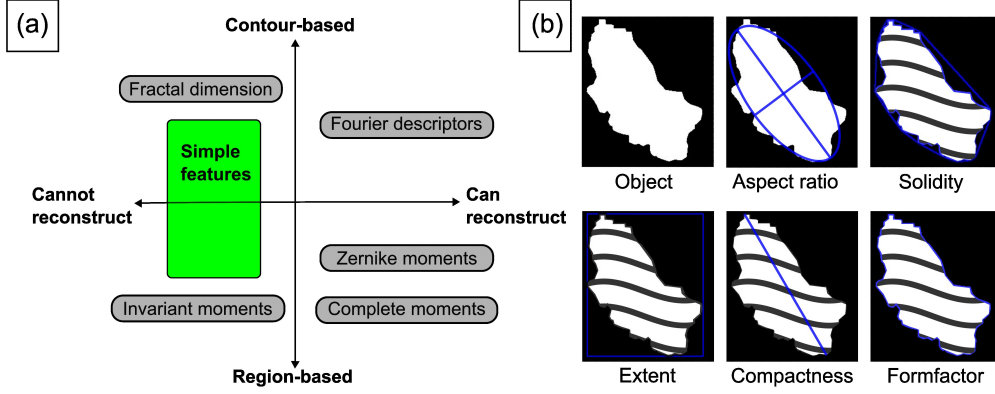 (a)
Contour-based
Fractal dimension
Fourier descriptors
Simple
features
Cannot
reconstruct
Can
reconstruct
Zernike moments
Invariant moments
Complete moments
Region-based
(b)
Object
Aspect ratio
Solidity
Extent
Compactness
Formfactor